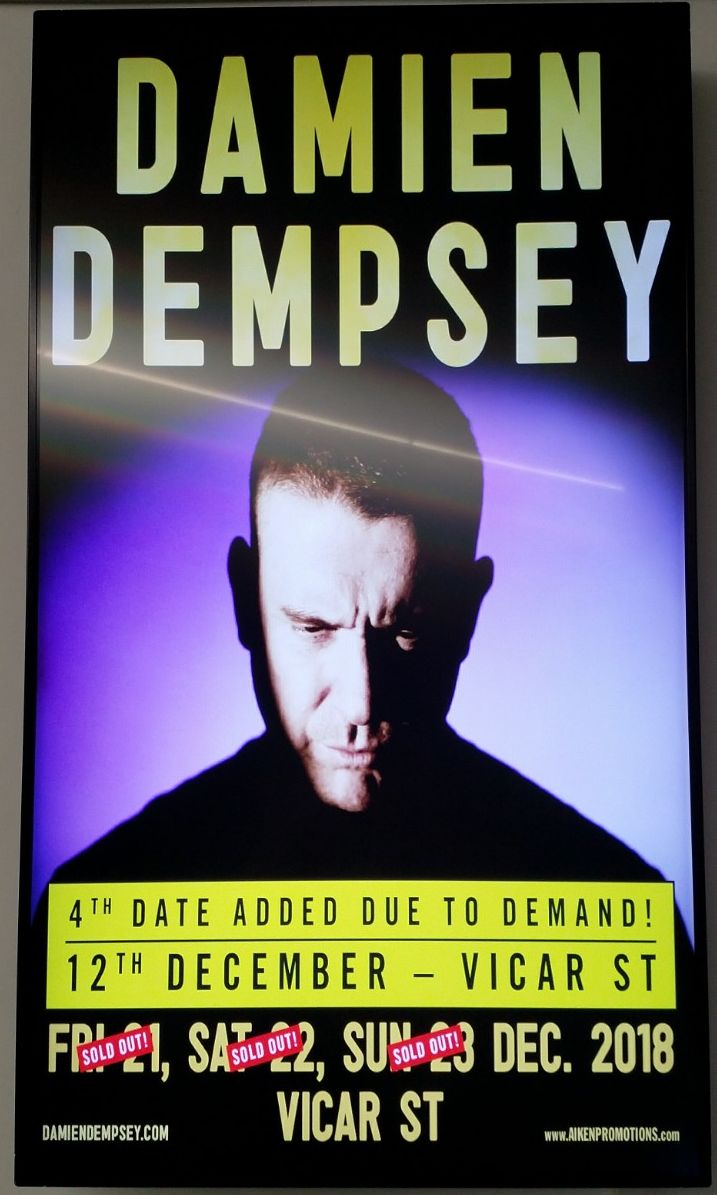 DAMIEN
DEMPSEY
4TH DATE ADDED DUE TO DEMAND!
12TH DECEMBER – VICAR ST
FRI 21, SAT 22, SUN 23 DEC. 2018
SOLD OUT! SOLD OUT! SOLD OUT!
VICAR ST
DAMIENDEMPSEY.COM www.AIKENPROMOTIONS.com